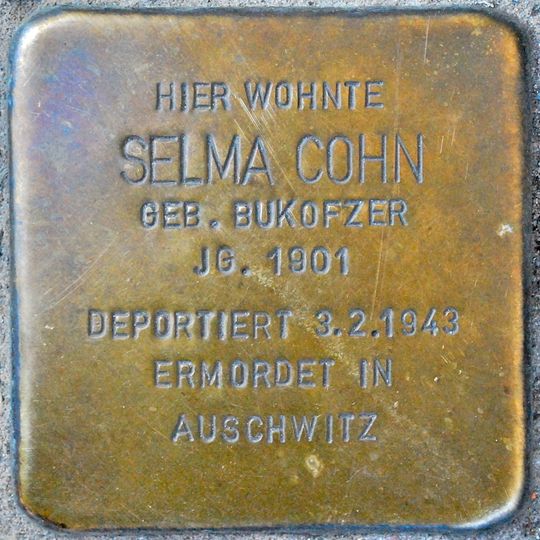 HIER WOHNTE
SELMA COHN
GEB. BUKOFZER
JG. 1901
DEPORTIERT 3.2.1943
ERMORDET IN
AUSCHWITZ